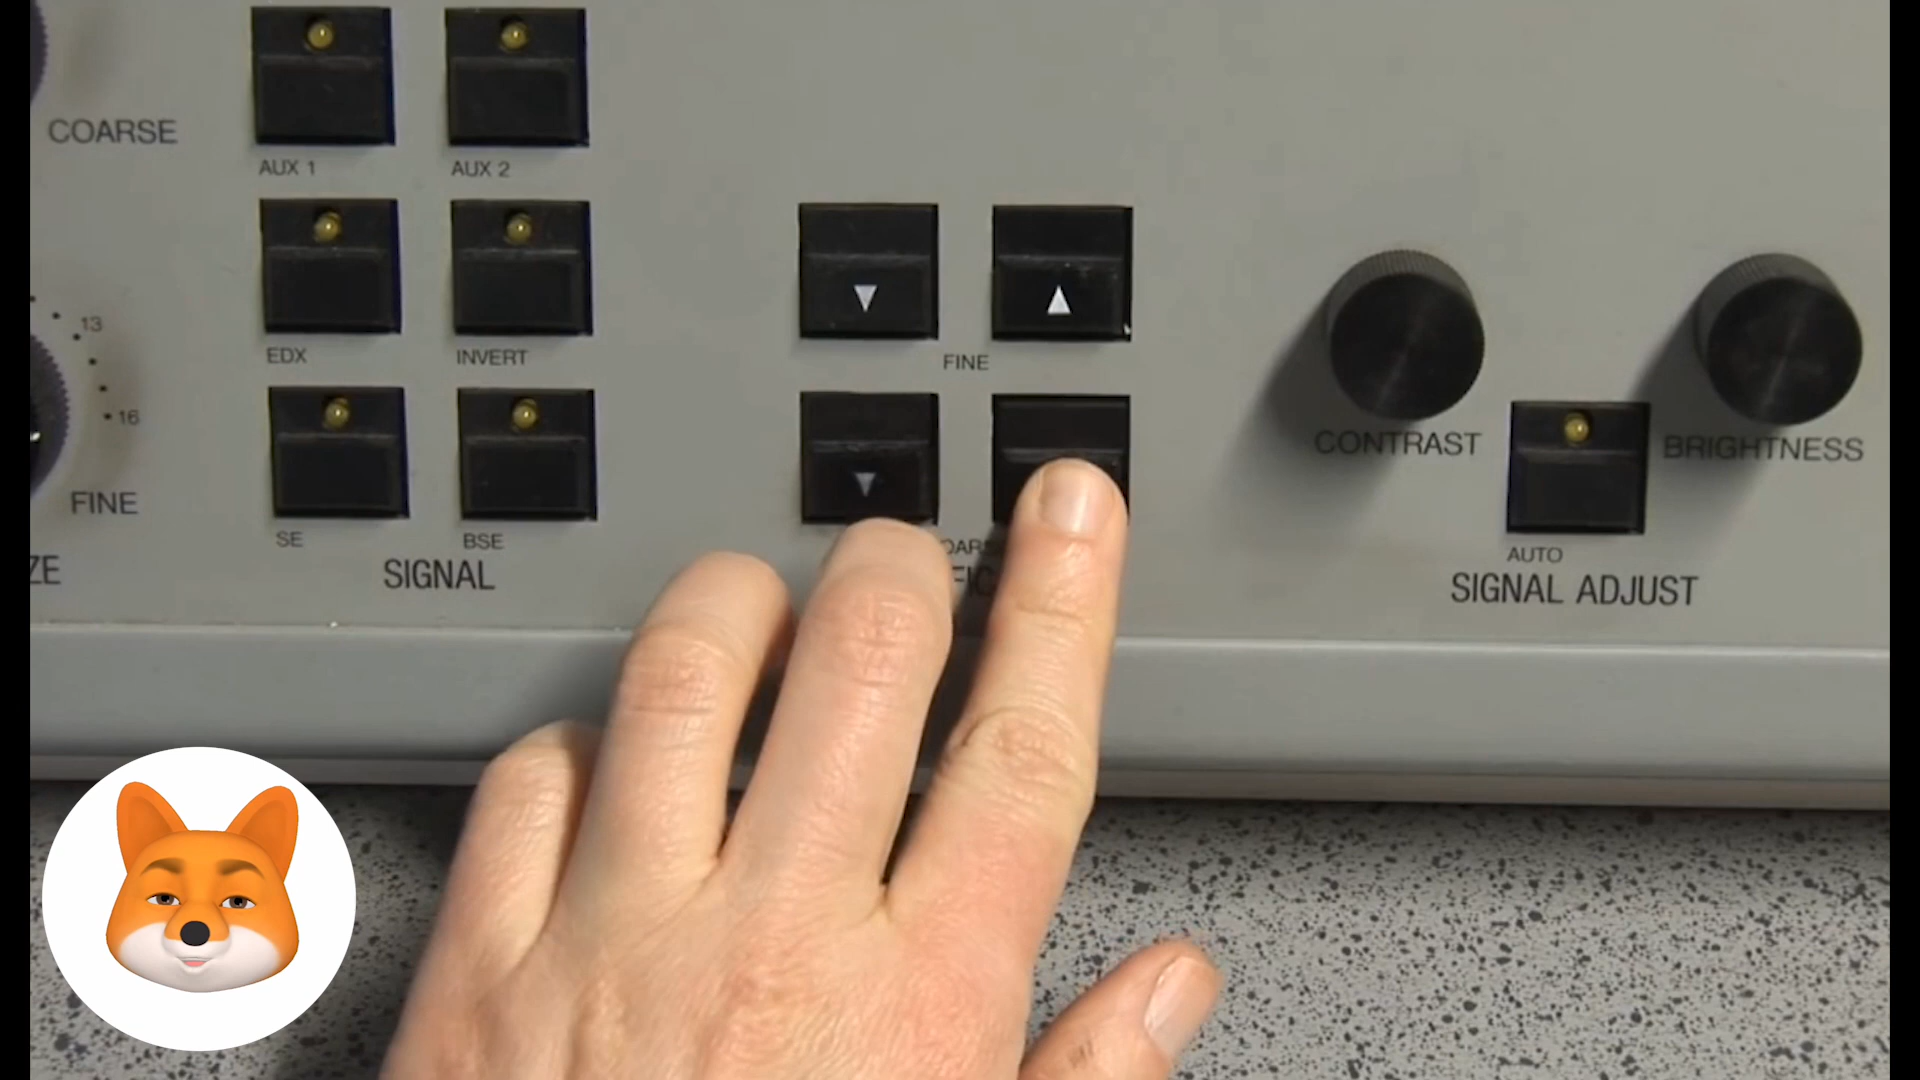 COARSE
AUX 1
AUX 2
13
EDX
INVERT
FINE
16
CONTRAST
BRIGHTNESS
FINE
SE
BSE
AUTO
SIGNAL
SIGNAL ADJUST